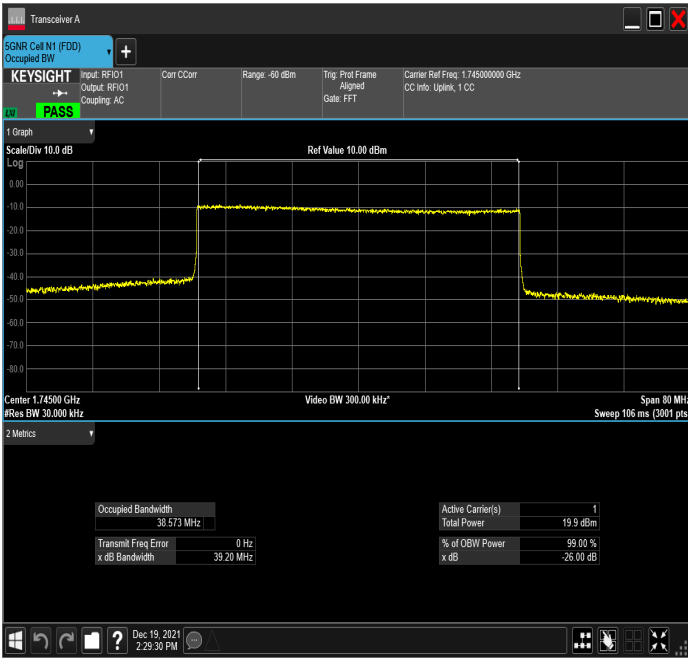 Transceiver A
5GNR Cell N1 (FDD)
Occupied BW
KEYSIGHT
LXI
PASS
Input: RFIO1
Output: RFIO1
Coupling: AC
Corr CCorr
Range: -60 dBm
Trig: Prot Frame
Aligned
Gate: FFT
Carrier Ref Freq: 1.745000000 GHz
CC Info: Uplink, 1 CC
1 Graph
Scale/Div 10.0 dB
Ref Value 10.00 dBm
Log
0.00
-10.0
-20.0
-30.0
-40.0
-50.0
-60.0
-70.0
-80.0
Center 1.74500 GHz
Video BW 300.00 kHz*
Span 80 MHz
#Res BW 30.000 kHz
Sweep 106 ms (3001 pts
2 Metrics
Occupied Bandwidth
38.573 MHz
Transmit Freq Error 0 Hz
x dB Bandwidth 39.20 MHz
Active Carrier(s) 1
Total Power 19.9 dBm
% of OBW Power 99.00 %
x dB -26.00 dB
?
Dec 19, 2021
2:29:30 PM